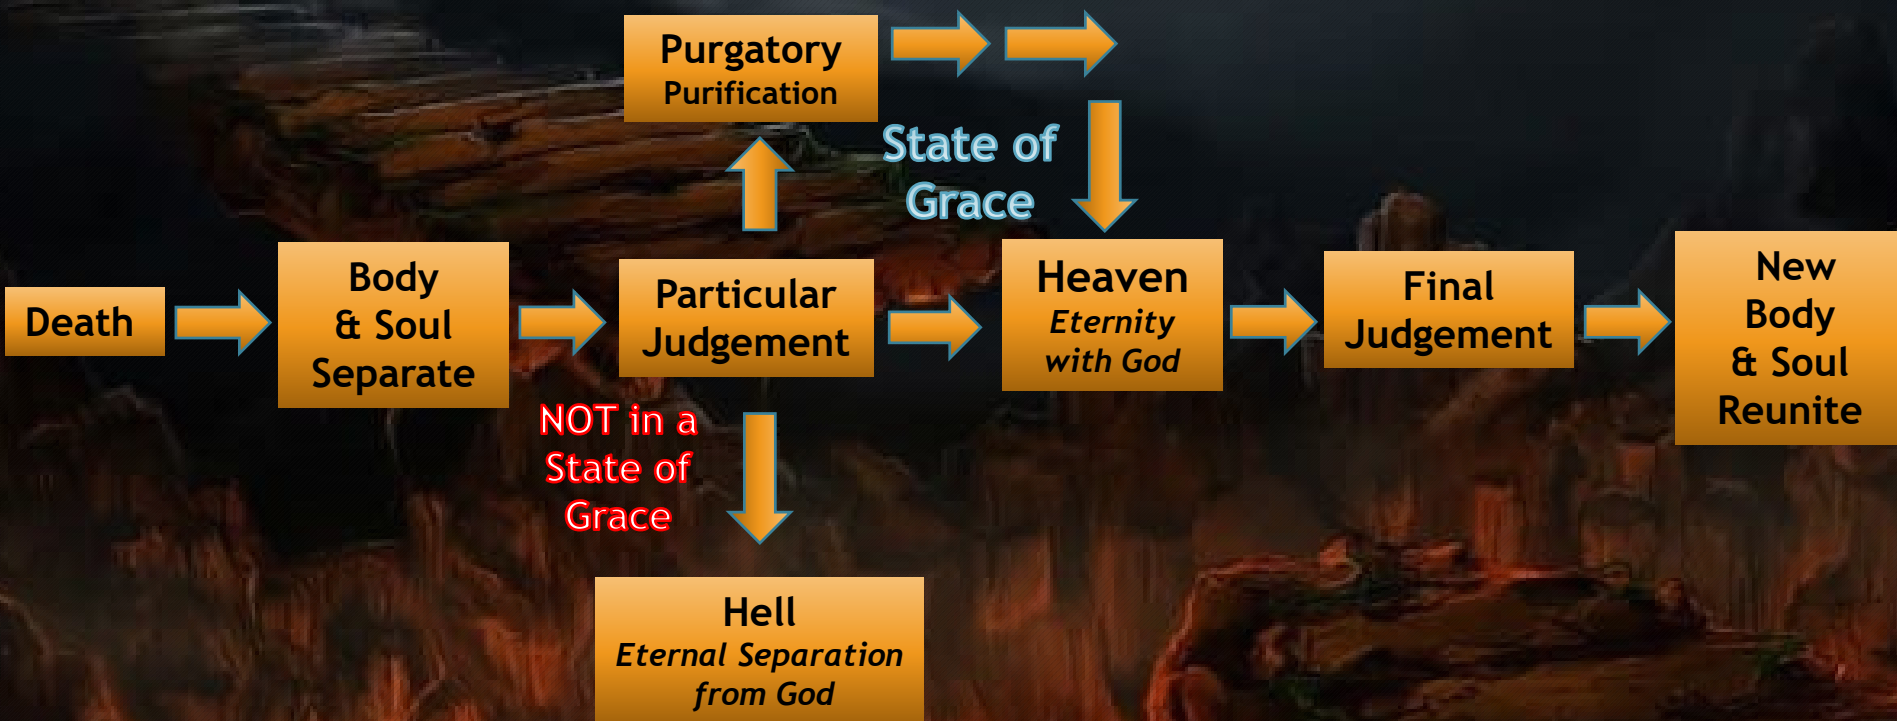 Purgatory
Purification
State of
Grace
Death
Body
& Soul
Separate
Particular
Judgement
Heaven
Eternity
with God
Final
Judgement
New
Body
& Soul
Reunite
NOT in a
State of
Grace
Hell
Eternal Separation
from God